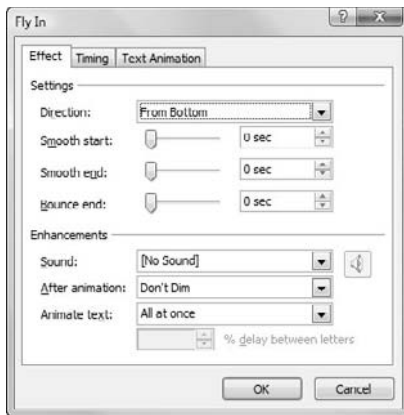 Fly In
Effect Timing Text Animation
Settings
Direction: From Bottom
Smooth start: 0 sec
Smooth end: 0 sec
Bounce end: 0 sec
Enhancements
Sound: [No Sound]
After animation: Don't Dim
Animate text: All at once
% delay between letters
OK Cancel